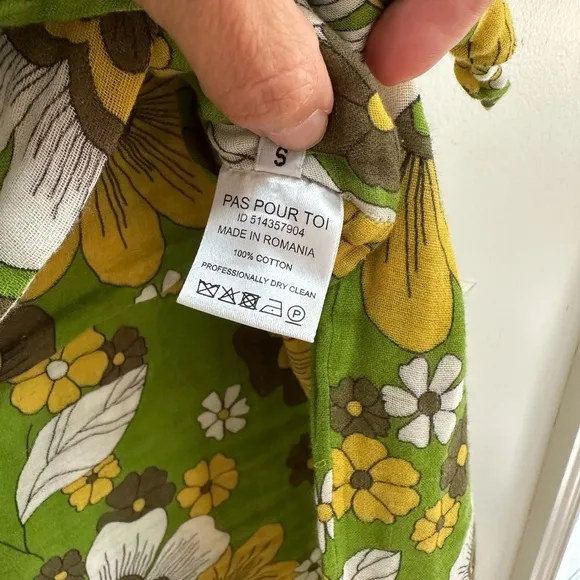 S
PAS POUR TOI
ID 514357904
MADE IN ROMANIA
100% COTTON
PROFESSIONALLY DRY CLEAN
P